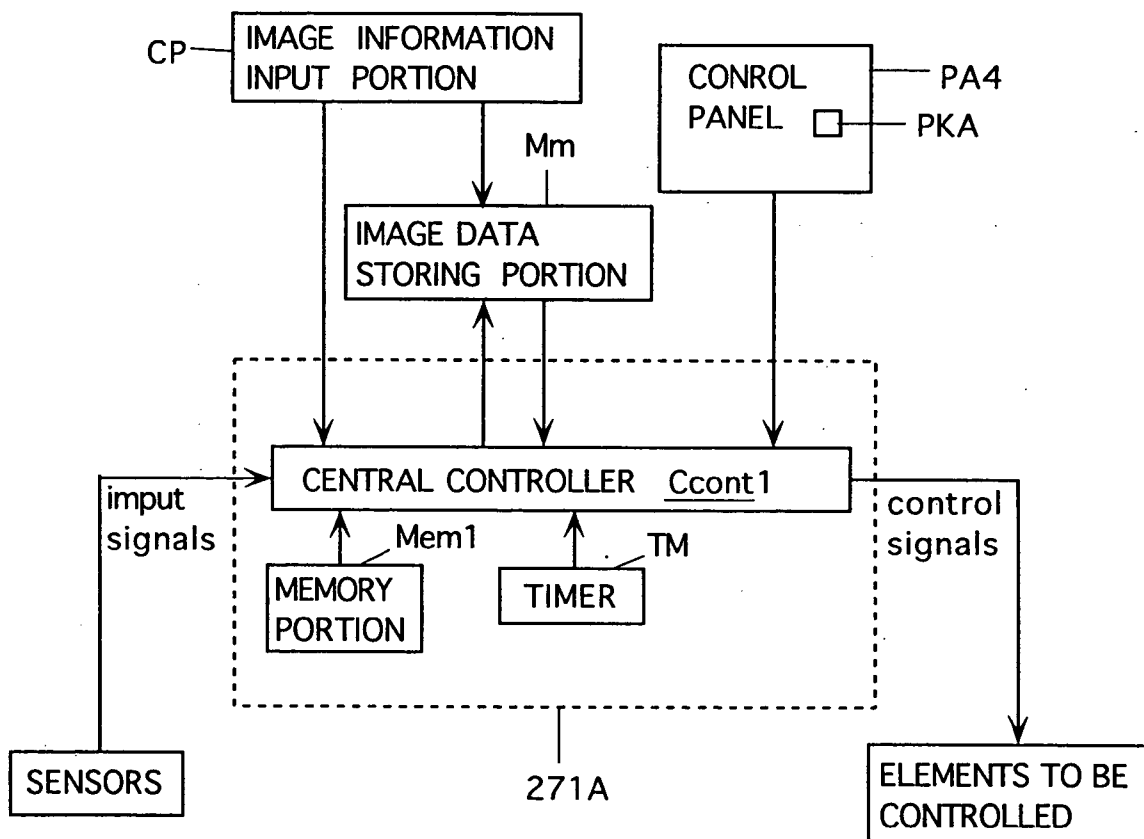 CP
IMAGE INFORMATION
INPUT PORTION
CONROL
PANEL
PA4
PKA
Mm
IMAGE DATA
STORING PORTION
CENTRAL CONTROLLER Ccont1
imput
signals
control
signals
Mem1
MEMORY
PORTION
TM
TIMER
SENSORS
271A
ELEMENTS TO BE
CONTROLLED